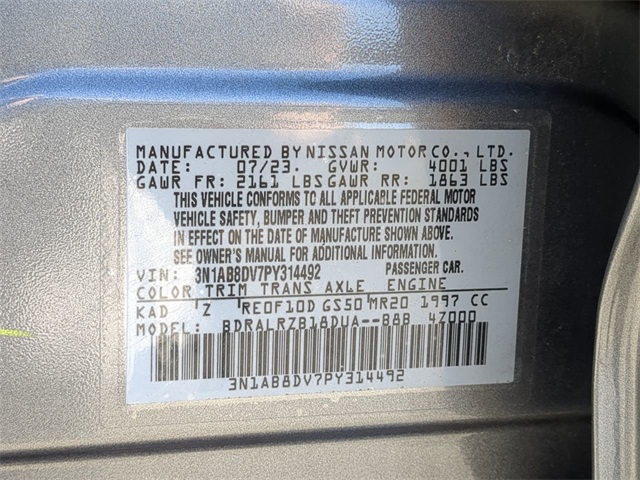 MANUFACTURED BY NISSAN MOTOR CO., LTD.
DATE: 07/23. GVWR: 4001 LBS
GAWR FR: 2161 LBS GAWR RR: 1863 LBS
THIS VEHICLE CONFORMS TO ALL APPLICABLE FEDERAL MOTOR
VEHICLE SAFETY, BUMPER AND THEFT PREVENTION STANDARDS
IN EFFECT ON THE DATE OF MANUFACTURE SHOWN ABOVE.
SEE OWNER'S MANUAL FOR ADDITIONAL INFORMATION.
VIN: 3N1AB8DV7PY314492 PASSENGER CAR.
COLOR TRIM TRANS AXLE ENGINE
KAD Z RE0F10D GS50 MR20 1997 CC
MODEL: BDRALRZB18DUA--B8B 4Z000
3N1AB8DV7PY314492